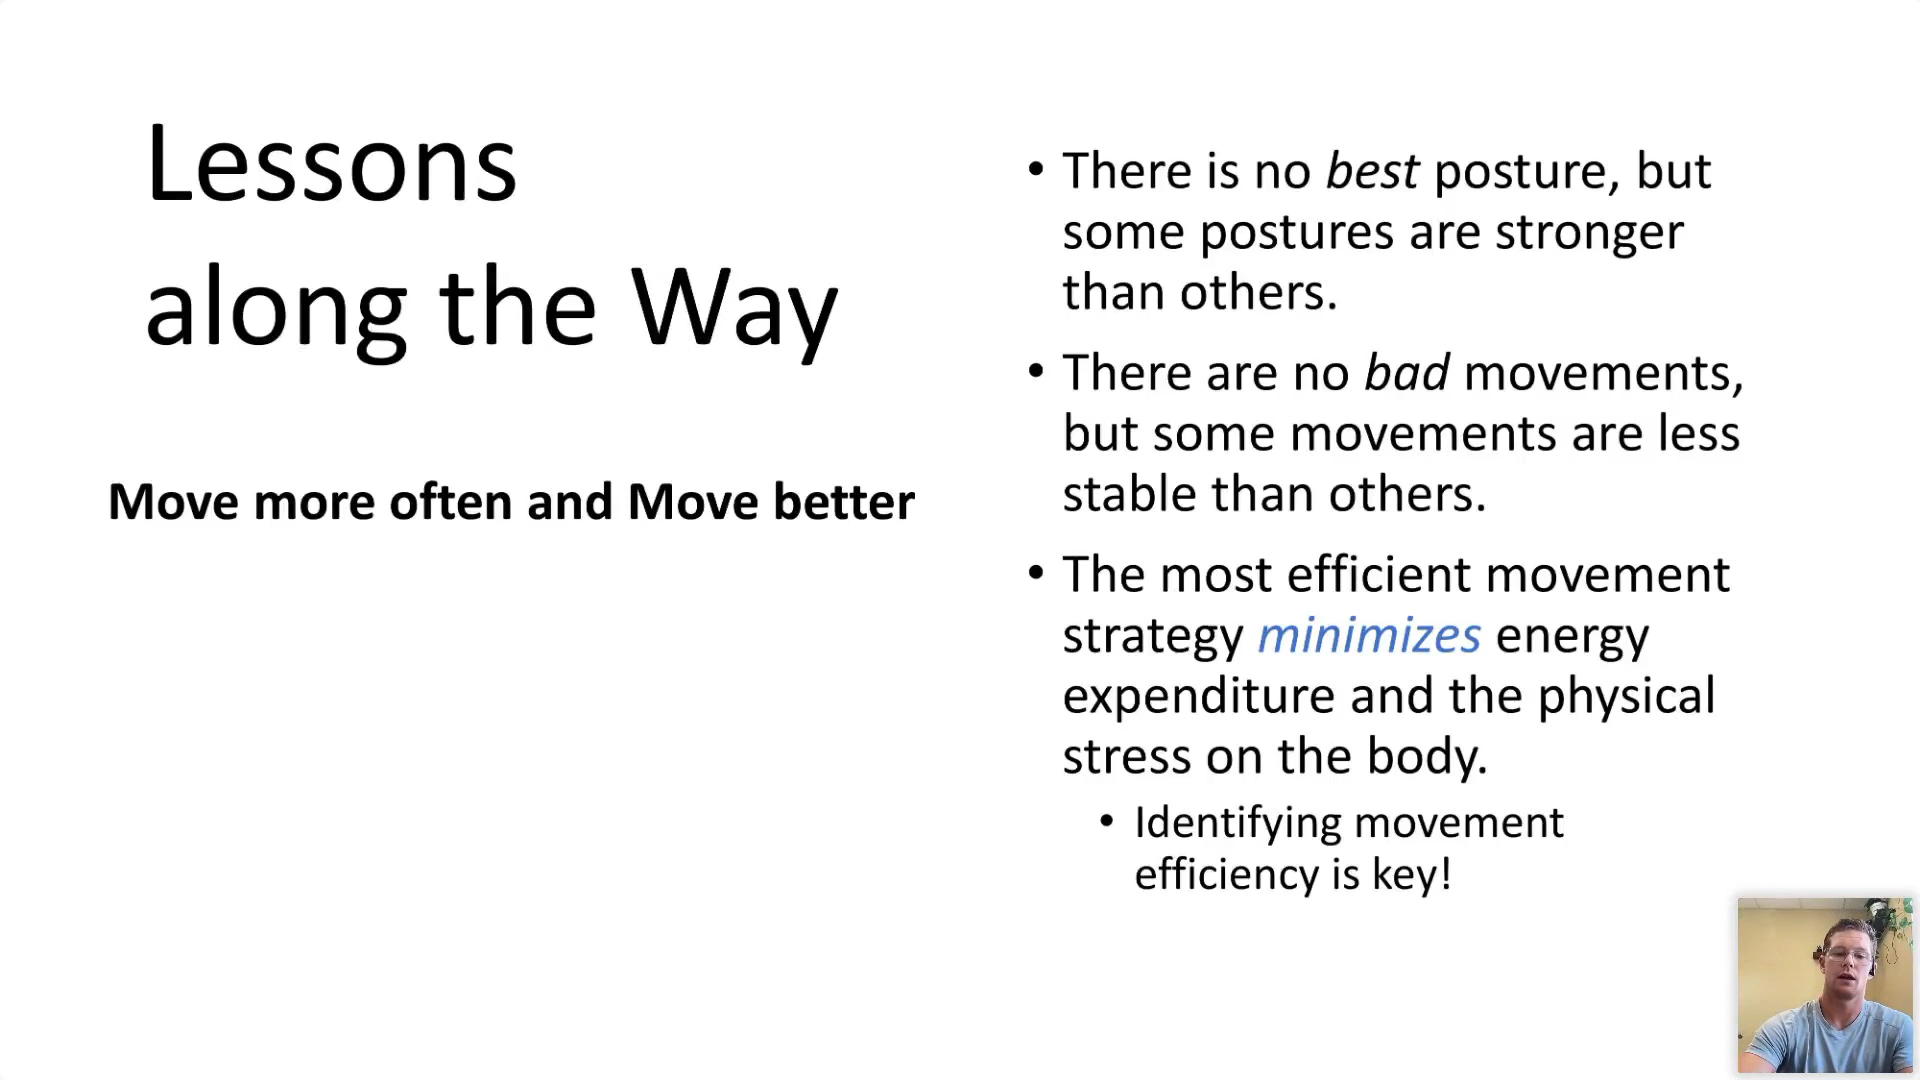 Lessons
along the Way
Move more often and Move better
• There is no best posture, but
some postures are stronger
than others.
• There are no bad movements,
but some movements are less
stable than others.
• The most efficient movement
strategy minimizes energy
expenditure and the physical
stress on the body.
• Identifying movement
efficiency is key!